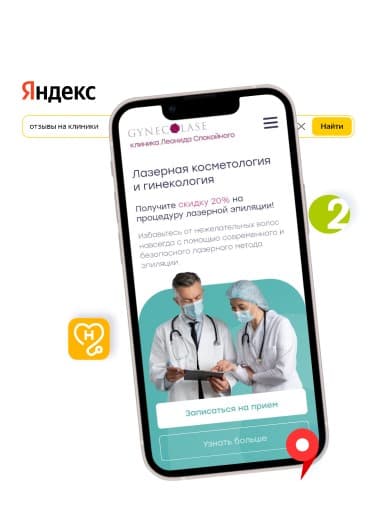 Яндекс
отзывы на клиники
Найти
GYNECOLASE
клиника Леонида Спокойного
Лазерная косметология
и гинекология
Получите скидку 20% на
процедуру лазерной эпиляции!
Избавьтесь от нежелательных волос
навсегда с помощью современного и
безопасного лазерного метода
эпиляции
2
Н
Записаться на прием
Узнать больше